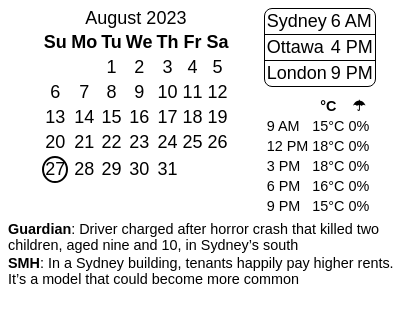 August 2023
Su Mo Tu We Th Fr Sa
1 2 3 4 5
6 7 8 9 10 11 12
13 14 15 16 17 18 19
20 21 22 23 24 25 26
27 28 29 30 31
Sydney 6 AM
Ottawa 4 PM
London 9 PM
°C ☂
9 AM 15°C 0%
12 PM 18°C 0%
3 PM 18°C 0%
6 PM 16°C 0%
9 PM 15°C 0%
Guardian: Driver charged after horror crash that killed two
children, aged nine and 10, in Sydney’s south
SMH: In a Sydney building, tenants happily pay higher rents.
It’s a model that could become more common